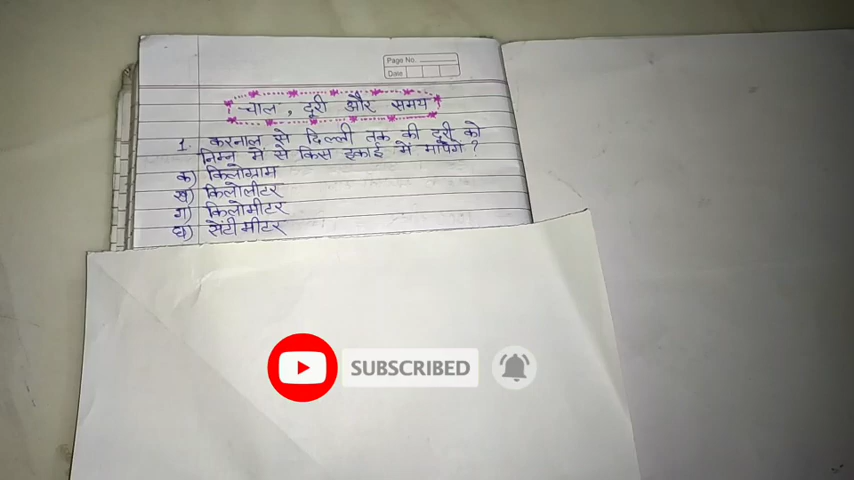 Page No.
Date
चाल, दूरी और समय
1. करनाल से दिल्ली तक की दूरी को
निम्न में से किस इकाई में मापेंगे ?
क) किलोग्राम
ख) किलोलीटर
ग) किलोमीटर
घ) सेंटीमीटर
SUBSCRIBED